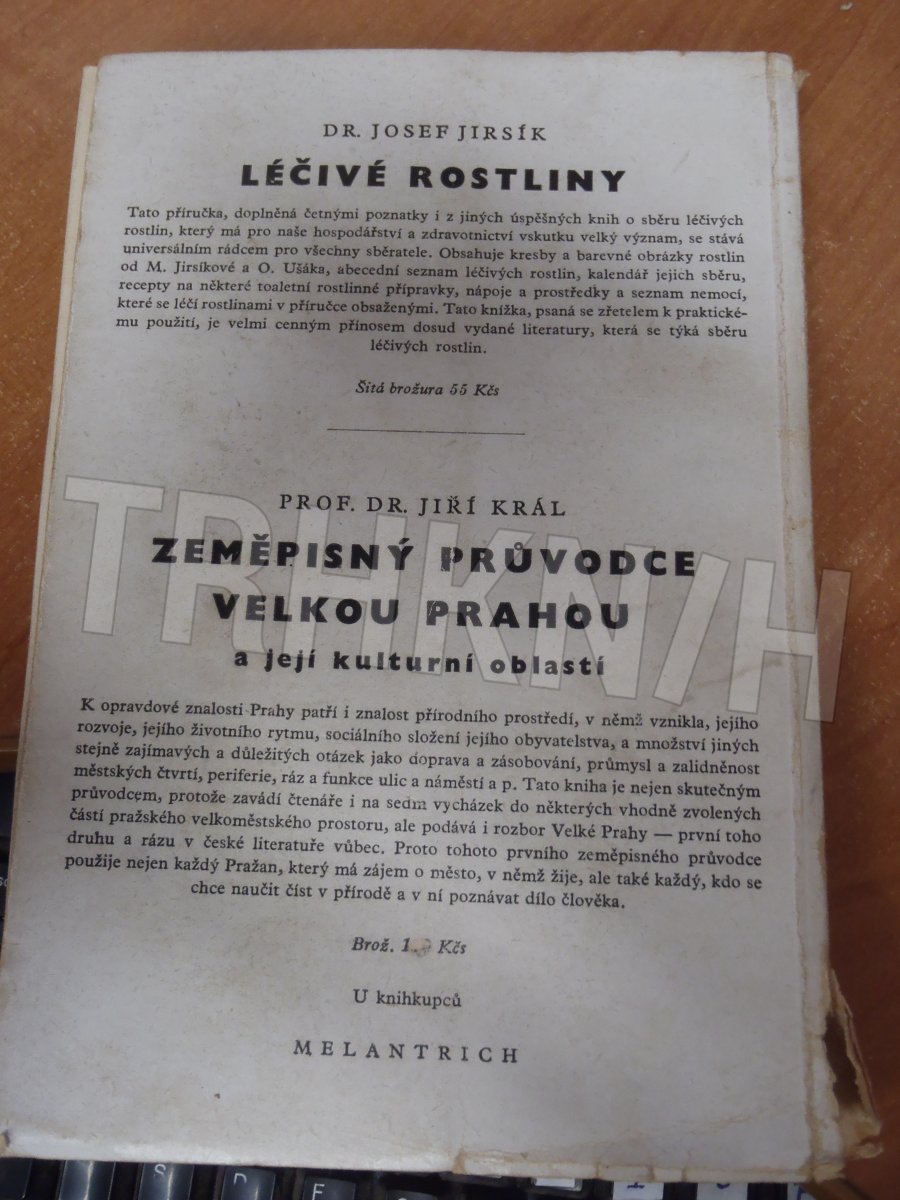 DR. JOSEF JIRSÍK
LÉČIVÉ ROSTLINY
Tato příručka, doplněná četnými poznatky i z jiných úspěšných knih o sběru léčivých
rostlin, který má pro naše hospodářství a zdravotnictví vskutku velký význam, se stává
universálním rádcem pro všechny sběratele. Obsahuje kresby a barevné obrázky rostlin
od M. Jirsíkové a O. Ušáka, abecední seznam léčivých rostlin, kalendář jejich sběru,
recepty na některé toaletní rostlinné přípravky, nápoje a prostředky a seznam nemocí,
které se léčí rostlinami v příručce obsaženými. Tato knížka, psaná se zřetelem k praktické-
mu použití, je velmi cenným přínosem dosud vydané literatury, která se týká sběru
léčivých rostlin.
Šitá brožura 55 Kčs
PROF. DR. JIŘÍ KRÁL
ZEMĚPISNÝ PRŮVODCE
VELKOU PRAHOU
a její kulturní oblastí
TRHKN/H
K opravdové znalosti Prahy patří i znalost přírodního prostředí, v němž vznikla, jejího
rozvoje, jejího životního rytmu, sociálního složení jejího obyvatelstva, a množství jiných
stejně zajímavých a důležitých otázek jako doprava a zásobování, průmysl a zalidněnost
městských čtvrtí, periferie, ráz a funkce ulic a náměstí a p. Tato kniha je nejen skutečným
průvodcem, protože zavádí čtenáře i na sedm vycházek do některých vhodně zvolených
částí pražského velkoměstského prostoru, ale podává i rozbor Velké Prahy — první toho
druhu a rázu v české literatuře vůbec. Proto tohoto prvního zeměpisného průvodce
použije nejen každý Pražan, který má zájem o město, v němž žije, ale také každý, kdo se
chce naučit číst v přírodě a v ní poznávat dílo člověka.
Brož. Kčs
U knihkupců
MELANTRICH
S D F